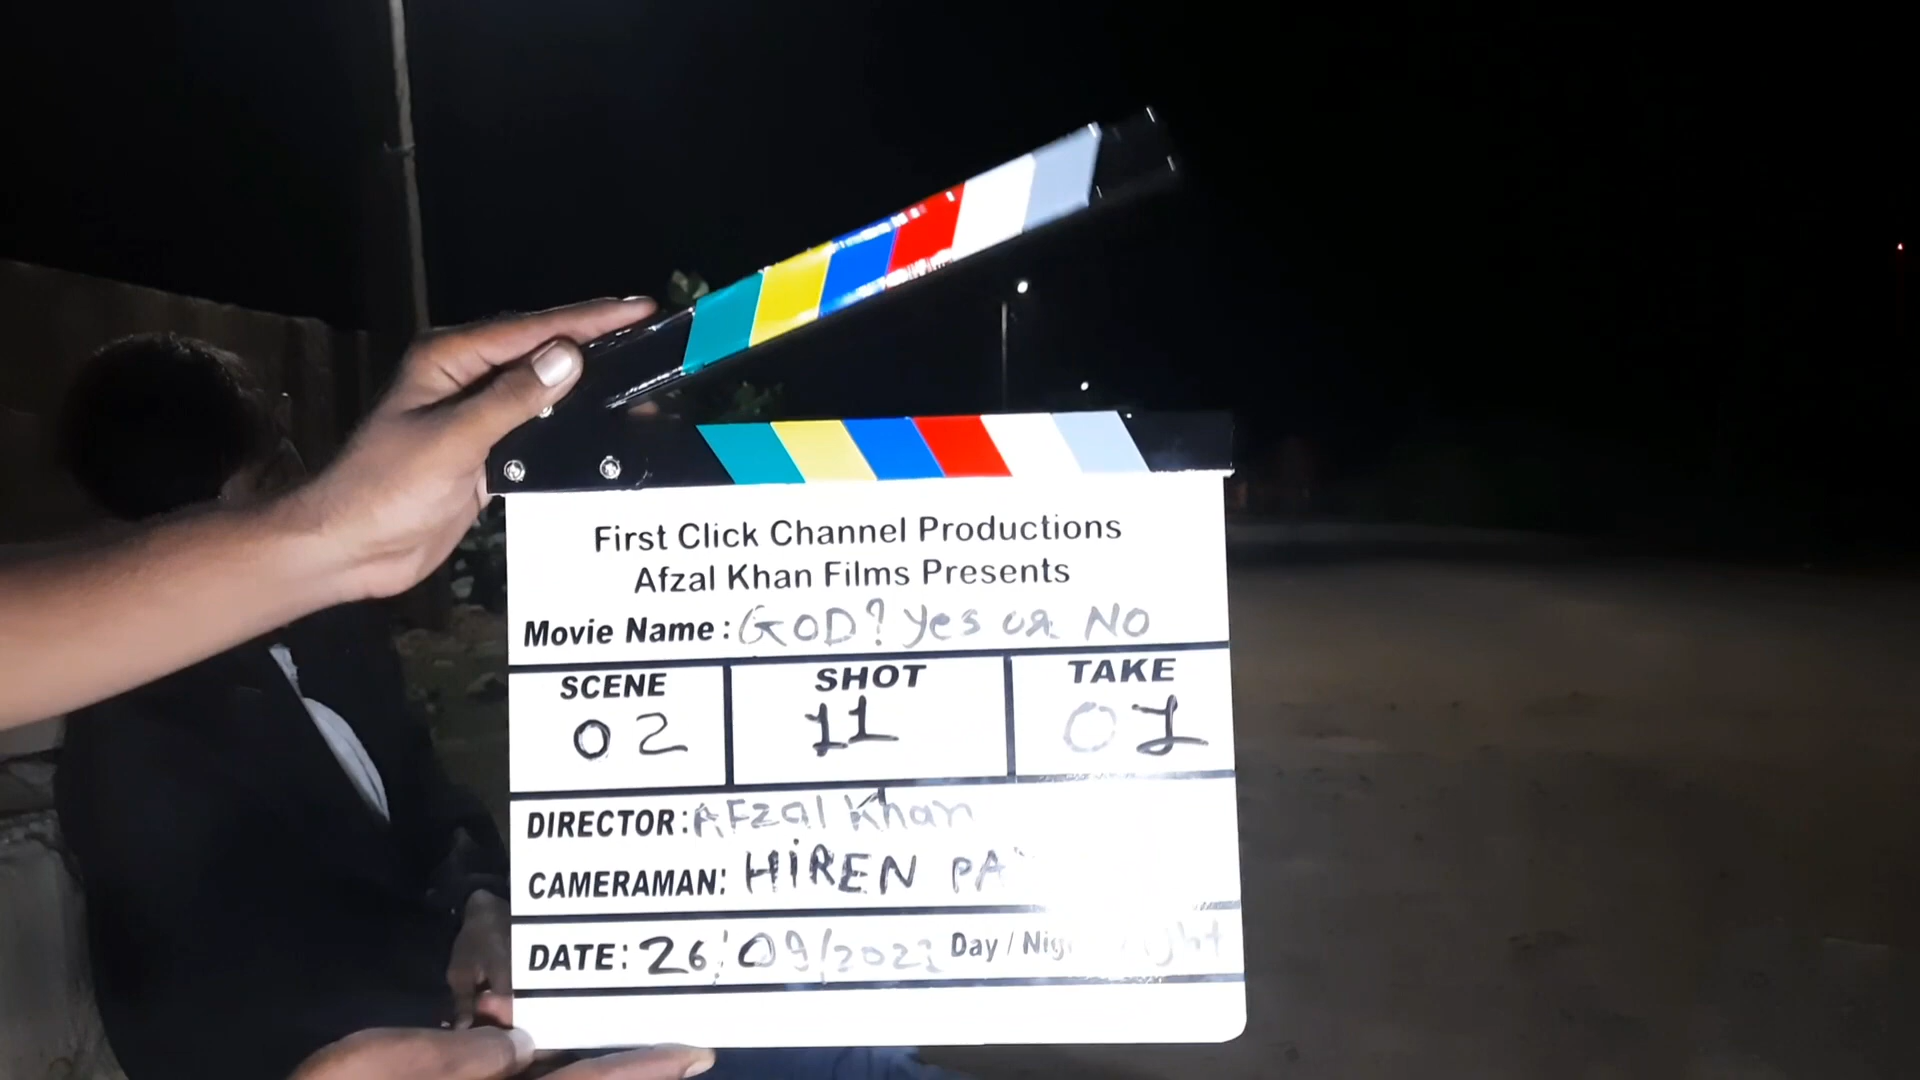 First Click Channel Productions
Afzal Khan Films Presents
Movie Name: GOD? Yes OR NO
SCENE SHOT TAKE
02 11 01
DIRECTOR: AFzal Khan
CAMERAMAN: HiREN
DATE: 26/09/202 Day /